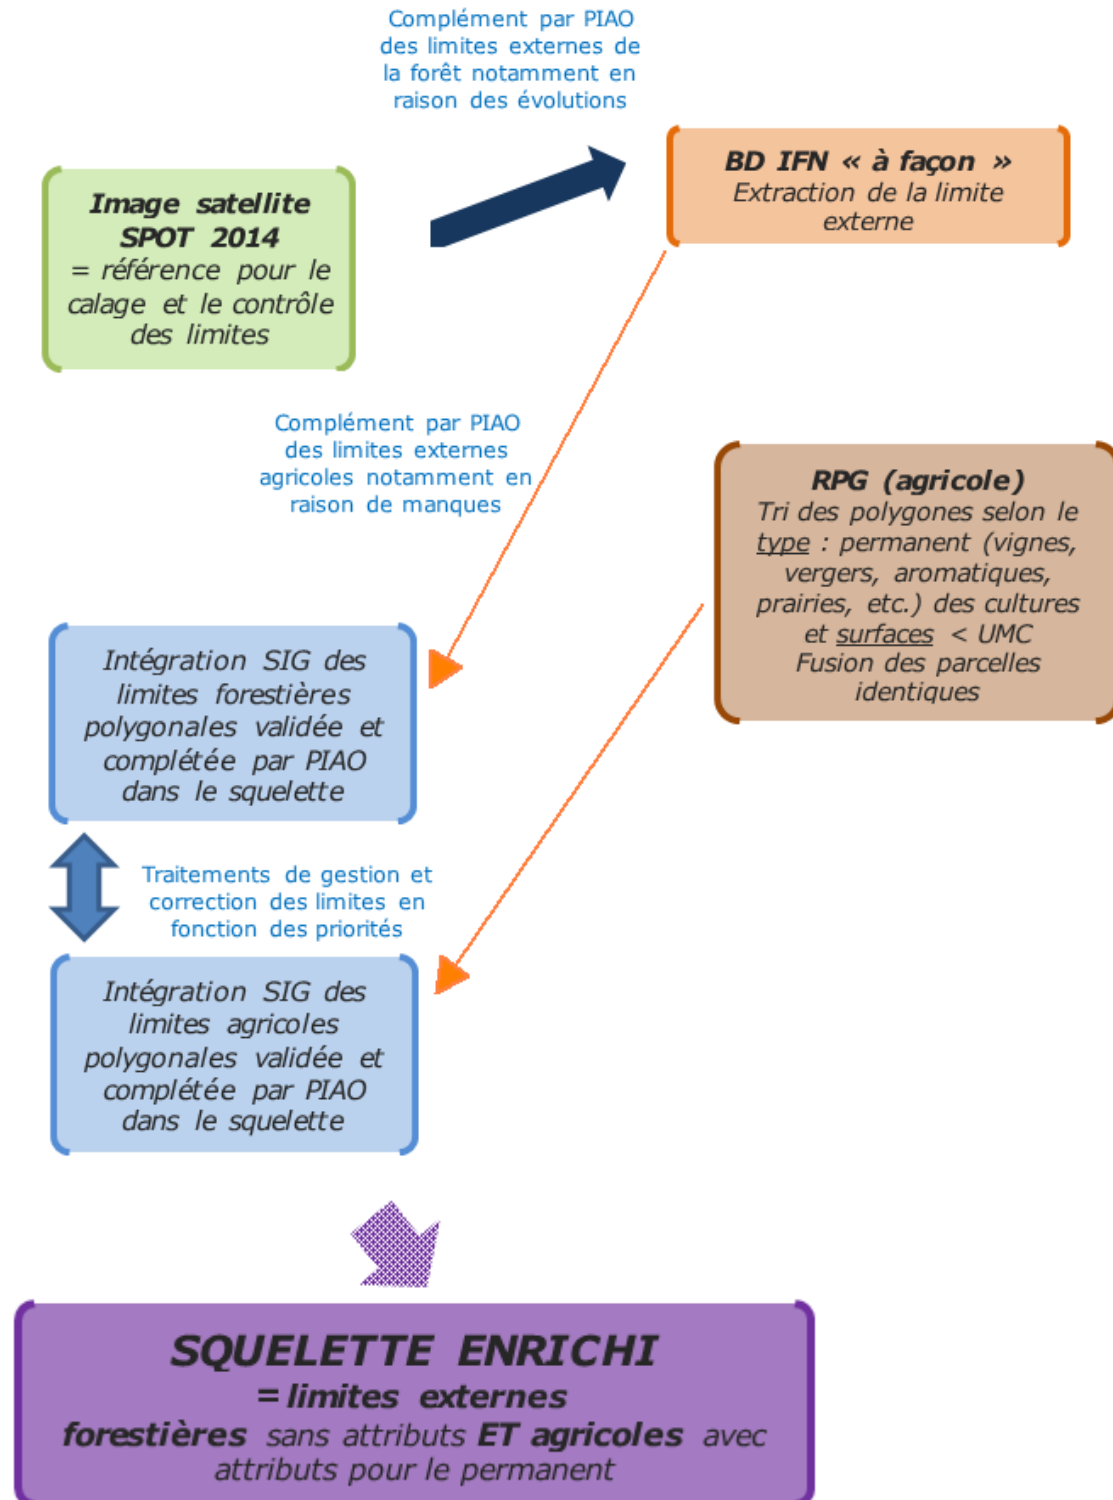 Complément par PIAO
des limites externes de
la forêt notamment en
raison des évolutions
BD IFN « à façon »
Extraction de la limite
externe
Image satellite
SPOT 2014
= référence pour le
calage et le contrôle
des limites
Complément par PIAO
des limites externes
agricoles notamment en
raison de manques
RPG (agricole)
Tri des polygones selon le
type : permanent (vignes,
vergers, aromatiques,
prairies, etc.) des cultures
et surfaces < UMC
Fusion des parcelles
identiques
Intégration SIG des
limites forestières
polygonales validée et
complétée par PIAO
dans le squelette
Traitements de gestion et
correction des limites en
fonction des priorités
Intégration SIG des
limites agricoles
polygonales validée et
complétée par PIAO
dans le squelette
SQUELETTE ENRICHI
= limites externes
forestières sans attributs ET agricoles avec
attributs pour le permanent